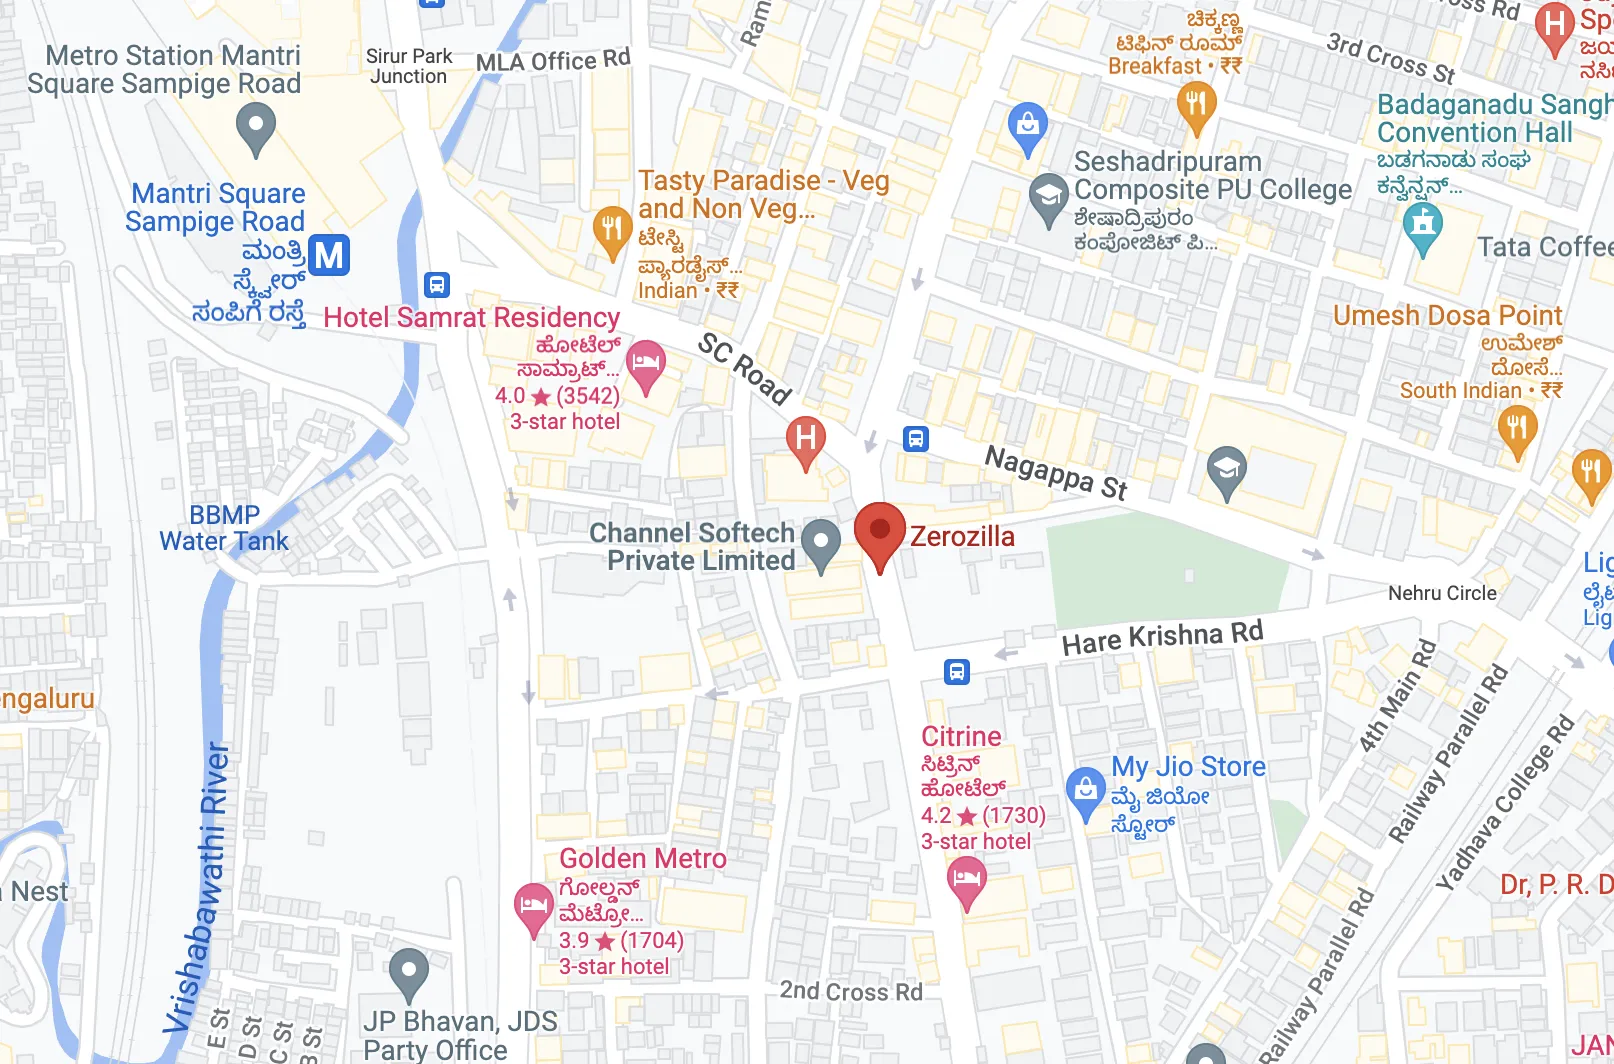 Metro Station Mantri
Square Sampige Road
Sirur Park
Junction
MLA Office Rd
3rd Cross St
ಚಿಕ್ಕಣ್ಣ
ಟಿಫಿನ್ ರೂಮ್
Breakfast • ₹₹
Badaganadu Sangh
Convention Hall
ಬಡಗನಾಡು ಸಂಘ
ಕನ್ವೆನ್ಷನ್...
Seshadripuram
Composite PU College
ಶೇಷಾದ್ರಿಪುರಂ
ಕಂಪೋಜಿಟ್ ಪಿ...
Tasty Paradise - Veg
and Non Veg...
ಟೇಸ್ಟಿ
ಪ್ಯಾರಡೈಸ್...
Indian • ₹₹
Mantri Square
Sampige Road
ಮಂತ್ರಿ
ಸ್ಕ್ವೇರ್
ಸಂಪಿಗೆ ರಸ್ತೆ
M
Tata Coffee
Hotel Samrat Residency
ಹೋಟೆಲ್
ಸಾಮ್ರಾಟ್...
4.0 ★ (3542)
3-star hotel
SC Road
Umesh Dosa Point
ಉಮೇಶ್
ದೋಸೆ...
South Indian • ₹₹
H
H
Nagappa St
BBMP
Water Tank
Channel Softech
Private Limited
Zerozilla
Nehru Circle
Hare Krishna Rd
4th Main Rd
Railway Parallel Rd
Yadhava College Rd
engaluru
Citrine
ಸಿಟ್ರಿನ್
ಹೋಟೆಲ್
4.2 ★ (1730)
3-star hotel
My Jio Store
ಮೈ ಜಿಯೋ
ಸ್ಟೋರ್
Vrishabawathi River
Golden Metro
ಗೋಲ್ಡನ್
ಮೆಟ್ರೋ...
3.9 ★ (1704)
3-star hotel
Nest
Dr, P. R. D
Railway Parallel Rd
2nd Cross Rd
JP Bhavan, JDS
Party Office
E St
D St
C St
B St
JAN